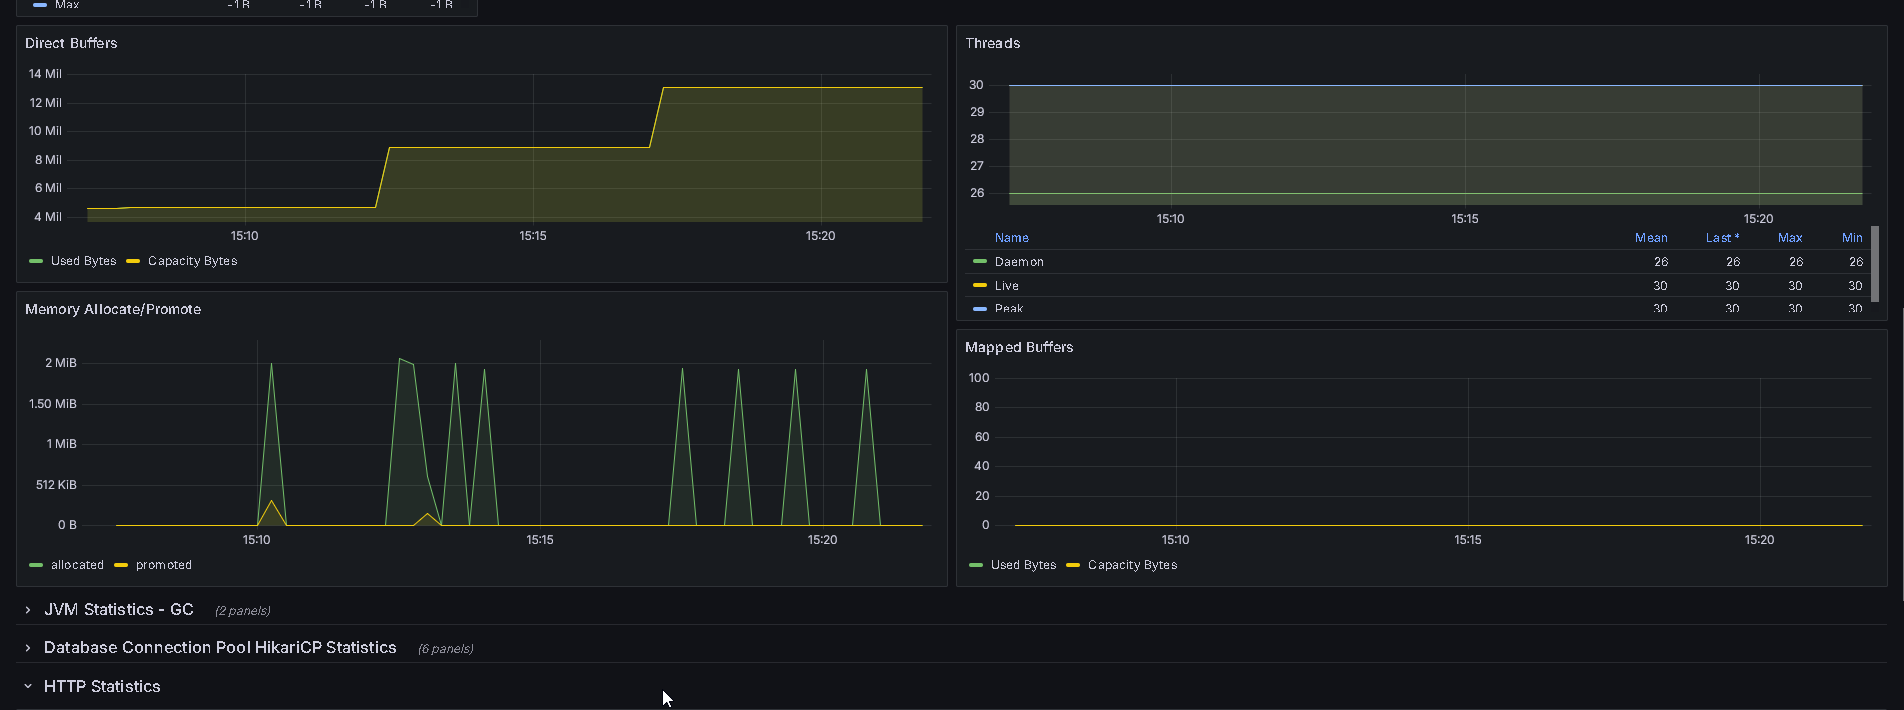 Max -1 B -1 B -1 B -1 B
Direct Buffers
14 Mil
12 Mil
10 Mil
8 Mil
6 Mil
4 Mil
15:10 15:15 15:20
Used Bytes Capacity Bytes
Threads
30
29
28
27
26
15:10 15:15 15:20
Name Mean Last * Max Min
Daemon 26 26 26 26
Live 30 30 30 30
Peak 30 30 30 30
Memory Allocate/Promote
2 MiB
1.50 MiB
1 MiB
512 KiB
0 B
15:10 15:15 15:20
allocated promoted
Mapped Buffers
100
80
60
40
20
0
15:10 15:15 15:20
Used Bytes Capacity Bytes
JVM Statistics - GC (2 panels)
Database Connection Pool HikariCP Statistics (6 panels)
HTTP Statistics